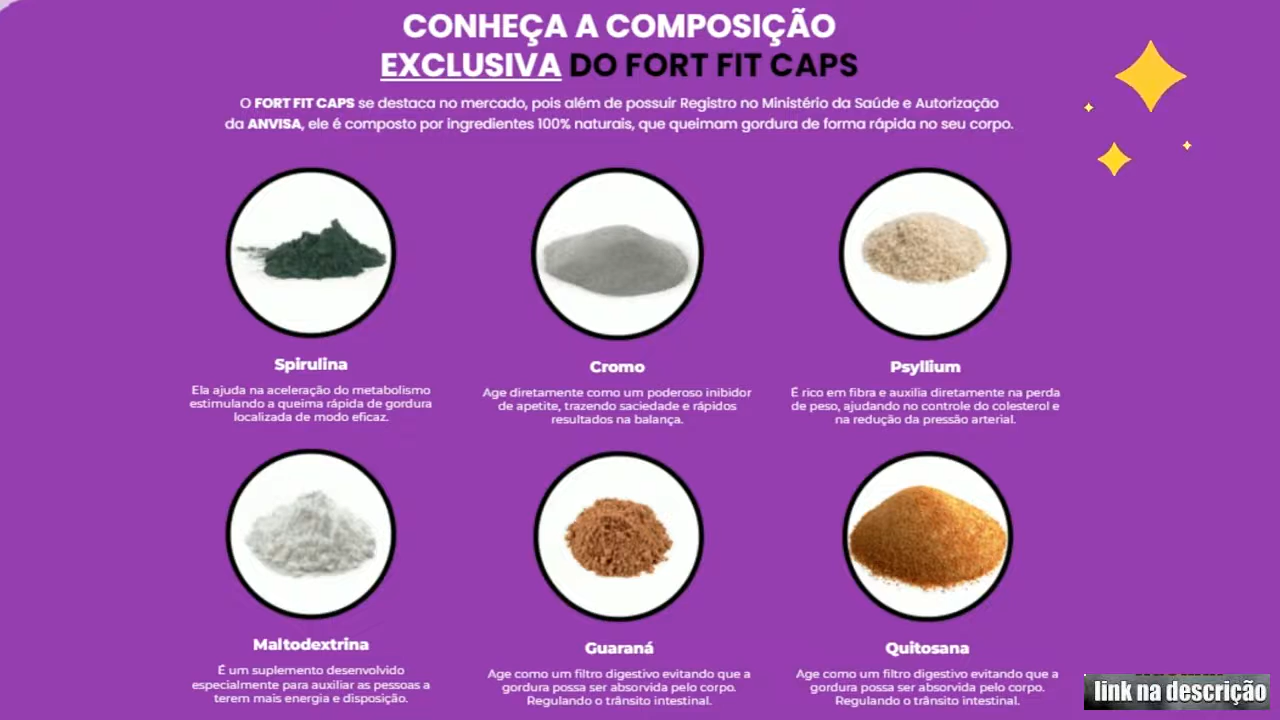 CONHEÇA A COMPOSIÇÃO
EXCLUSIVA DO FORT FIT CAPS
O FORT FIT CAPS se destaca no mercado, pois além de possuir Registro no Ministério da Saúde e Autorização
da ANVISA, ele é composto por ingredientes 100% naturais, que queimam gordura de forma rápida no seu corpo.
Spirulina
Ela ajuda na aceleração do metabolismo
estimulando a queima rápida de gordura
localizada de modo eficaz.
Cromo
Age diretamente como um poderoso inibidor
de apetite, trazendo saciedade e rápidos
resultados na balança.
Psyllium
É rico em fibra e auxilia diretamente na perda
de peso, ajudando no controle do colesterol e
na redução da pressão arterial.
Maltodextrina
É um suplemento desenvolvido
especialmente para auxiliar as pessoas a
terem mais energia e disposição.
Guaraná
Age como um filtro digestivo evitando que a
gordura possa ser absorvida pelo corpo.
Regulando o trânsito intestinal.
Quitosana
Age como um filtro digestivo evitando que a
gordura possa ser absorvida pelo corpo.
Regulando o trânsito intestinal.
link na descrição